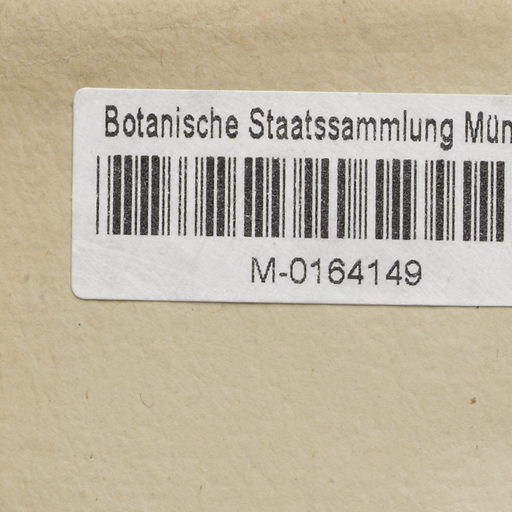 Botanische Staatssammlung Mün
M-0164149